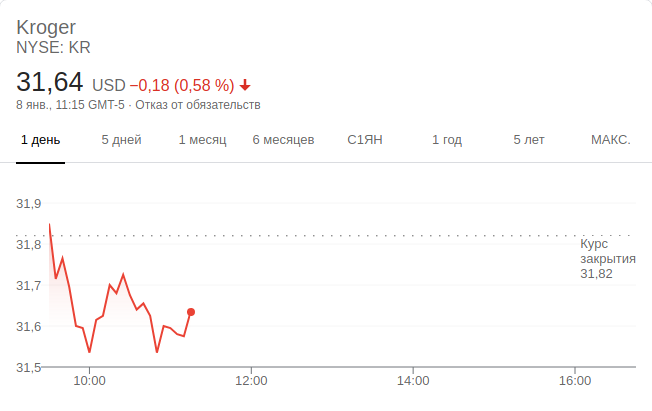 Kroger
NYSE: KR
31,64 USD −0,18 (0,58 %)
8 янв., 11:15 GMT-5 · Отказ от обязательств
1 день 5 дней 1 месяц 6 месяцев С1ЯН 1 год 5 лет МАКС.
31,9
31,8
31,7
31,6
31,5
Курс
закрытия
31,82
10:00 12:00 14:00 16:00